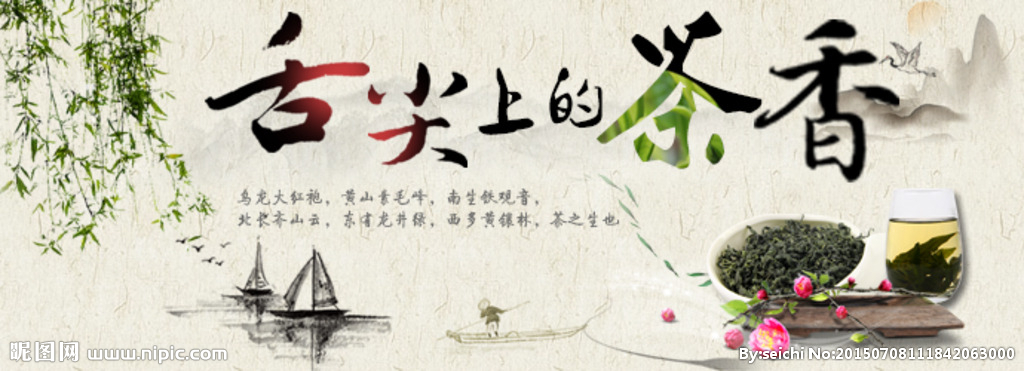 舌尖上的茶香
乌龙大红袍，黄山素毛峰，南生铁观音，
北长齐山云，东省龙井绿，西多黄银林，茶之生也
昵图网 www.nipic.com
By:seichi No:20150708111842063000